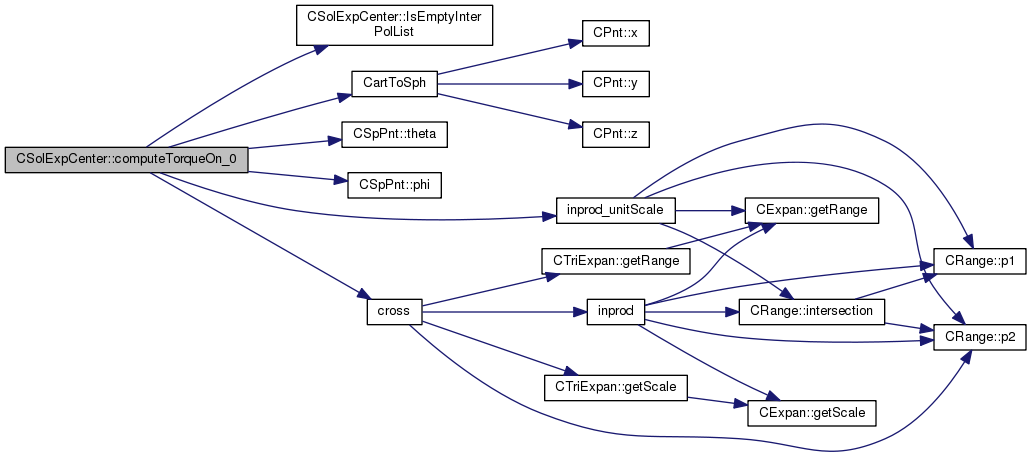 CSolExpCenter::IsEmptyInter
PolList
CPnt::x
CartToSph
CPnt::y
CSpPnt::theta
CPnt::z
CSolExpCenter::computeTorqueOn_0
CSpPnt::phi
inprod_unitScale
CExpan::getRange
CTriExpan::getRange
CRange::p1
cross
inprod
CRange::intersection
CRange::p2
CTriExpan::getScale
CExpan::getScale